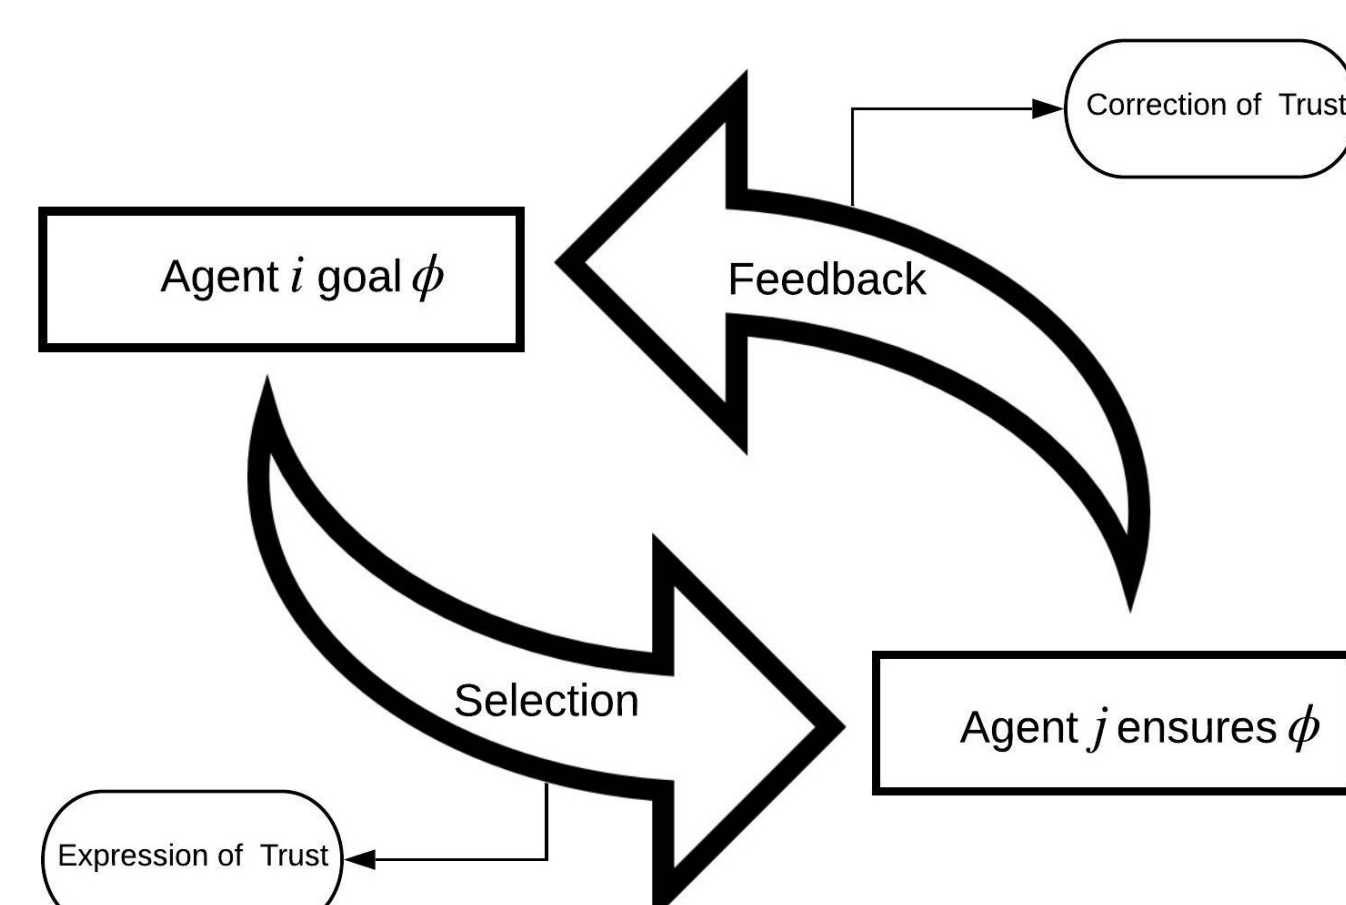 Correction of Trust
Agent i goal ϕ
Feedback
Selection
Agent j ensures ϕ
Expression of Trust